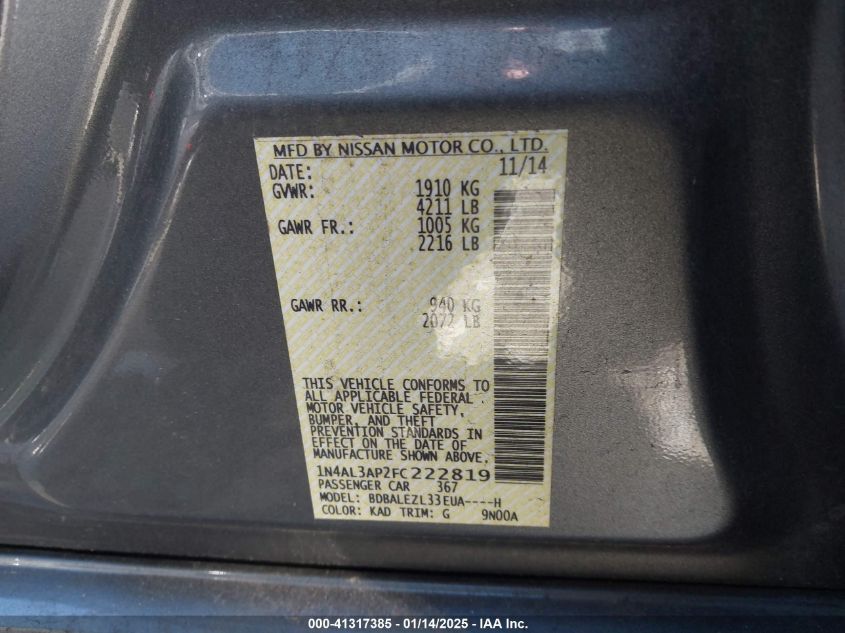 MFD BY NISSAN MOTOR CO., LTD.
DATE: 11/14
GVWR: 1910 KG
4211 LB
GAWR FR.: 1005 KG
2216 LB
GAWR RR.: 940 KG
2072 LB
THIS VEHICLE CONFORMS TO
ALL APPLICABLE FEDERAL
MOTOR VEHICLE SAFETY,
BUMPER, AND THEFT
PREVENTION STANDARDS IN
EFFECT ON THE DATE OF
MANUFACTURE SHOWN ABOVE.
1N4AL3AP2FC222819
PASSENGER CAR 367
MODEL: BDBALEZL33EUA----H
COLOR: KAD TRIM: G 9N00A
000-41317385 - 01/14/2025 - IAA Inc.